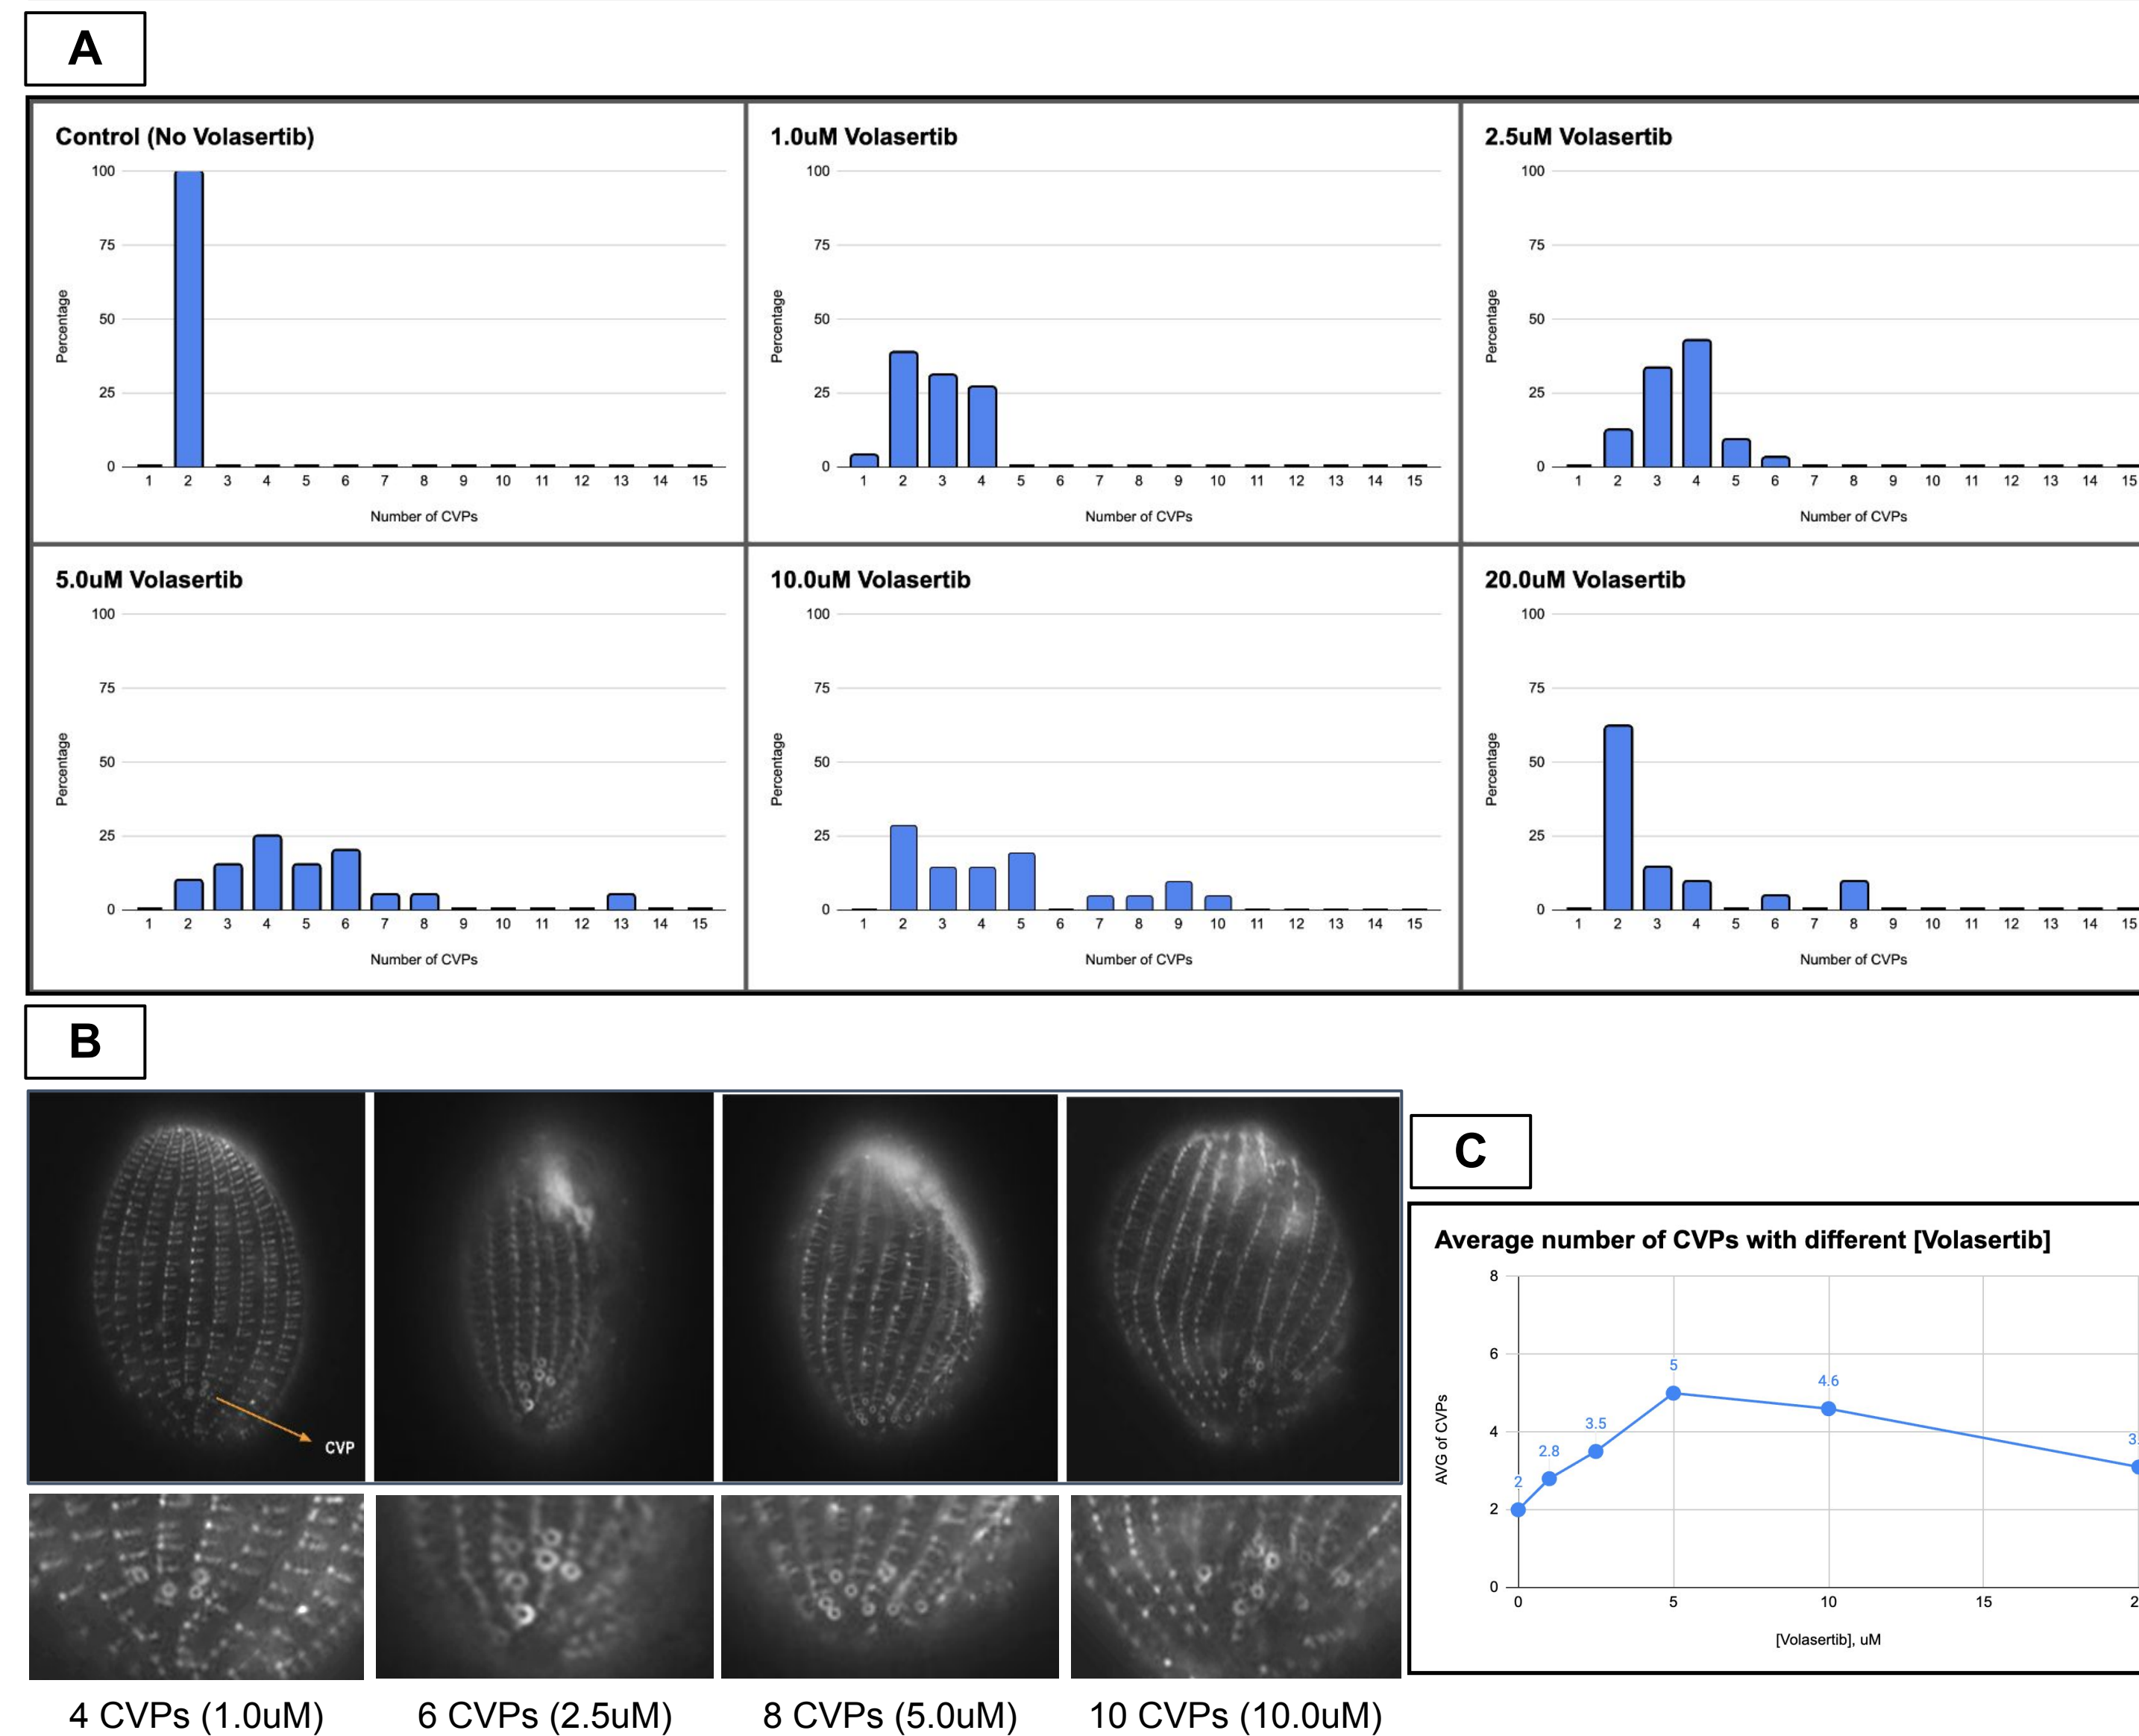 A
Control (No Volasertib)
100
75
50
25
0
Percentage
1 2 3 4 5 6 7 8 9 10 11 12 13 14 15
Number of CVPs
1.0uM Volasertib
100
75
50
25
0
Percentage
1 2 3 4 5 6 7 8 9 10 11 12 13 14 15
Number of CVPs
2.5uM Volasertib
100
75
50
25
0
Percentage
1 2 3 4 5 6 7 8 9 10 11 12 13 14 15
Number of CVPs
5.0uM Volasertib
100
75
50
25
0
Percentage
1 2 3 4 5 6 7 8 9 10 11 12 13 14 15
Number of CVPs
10.0uM Volasertib
100
75
50
25
0
Percentage
1 2 3 4 5 6 7 8 9 10 11 12 13 14 15
Number of CVPs
20.0uM Volasertib
100
75
50
25
0
Percentage
1 2 3 4 5 6 7 8 9 10 11 12 13 14 15
Number of CVPs
B
CVP
4 CVPs (1.0uM)
6 CVPs (2.5uM)
8 CVPs (5.0uM)
10 CVPs (10.0uM)
C
Average number of CVPs with different [Volasertib]
8
6
4
2
0
AVG of CVPs
2
2.8
3.5
5
4.6
0 5 10 15
[Volasertib], uM